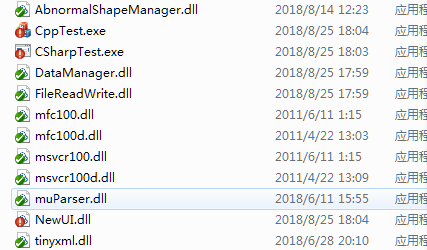 AbnormalShapeManager.dll 2018/8/14 12:23 应用程
CppTest.exe 2018/8/25 18:04 应用程
CSharpTest.exe 2018/8/25 18:03 应用程
DataManager.dll 2018/8/25 17:59 应用程
FileReadWrite.dll 2018/8/25 17:59 应用程
mfc100.dll 2011/6/11 1:15 应用程
mfc100d.dll 2011/4/22 13:03 应用程
msvcr100.dll 2011/6/11 1:15 应用程
msvcr100d.dll 2011/4/22 13:09 应用程
muParser.dll 2018/6/11 15:55 应用程
NewUI.dll 2018/8/25 18:04 应用程
tinyxml.dll 2018/6/28 20:10 应用程